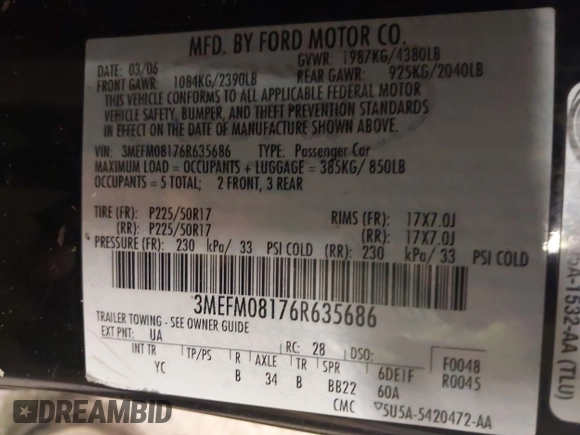 MFD. BY FORD MOTOR CO.
DATE: 03/06 GVWR: 1987KG/4380LB
FRONT GAWR: 1084KG/2390LB REAR GAWR: 925KG/2040LB
THIS VEHICLE CONFORMS TO ALL APPLICABLE FEDERAL MOTOR
VEHICLE SAFETY, BUMPER, AND THEFT PREVENTION STANDARDS
IN EFFECT ON THE DATE OF MANUFACTURE SHOWN ABOVE.
VIN: 3MEFM08176R635686 TYPE: Passenger Car
MAXIMUM LOAD = OCCUPANTS + LUGGAGE = 385KG/ 850LB
OCCUPANTS = 5 TOTAL; 2 FRONT, 3 REAR
TIRE (FR): P225/50R17 RIMS (FR): 17X7.0J
(RR): P225/50R17 (RR): 17X7.0J
PRESSURE (FR): 230 kPa/ 33 PSI COLD (RR): 230 kPa/ 33 PSI COLD
3MEFM08176R635686
TRAILER TOWING - SEE OWNER GUIDE
EXT PNT: UA RC: 28 DSO: F0048
INT TR TP/PS R AXLE TR SPR 6DE1F R0045
YC B 34 B BB22 60A
CMC ▽5U5A-5420472-AA
5A-1532-AA (TLU)
DREAMBID